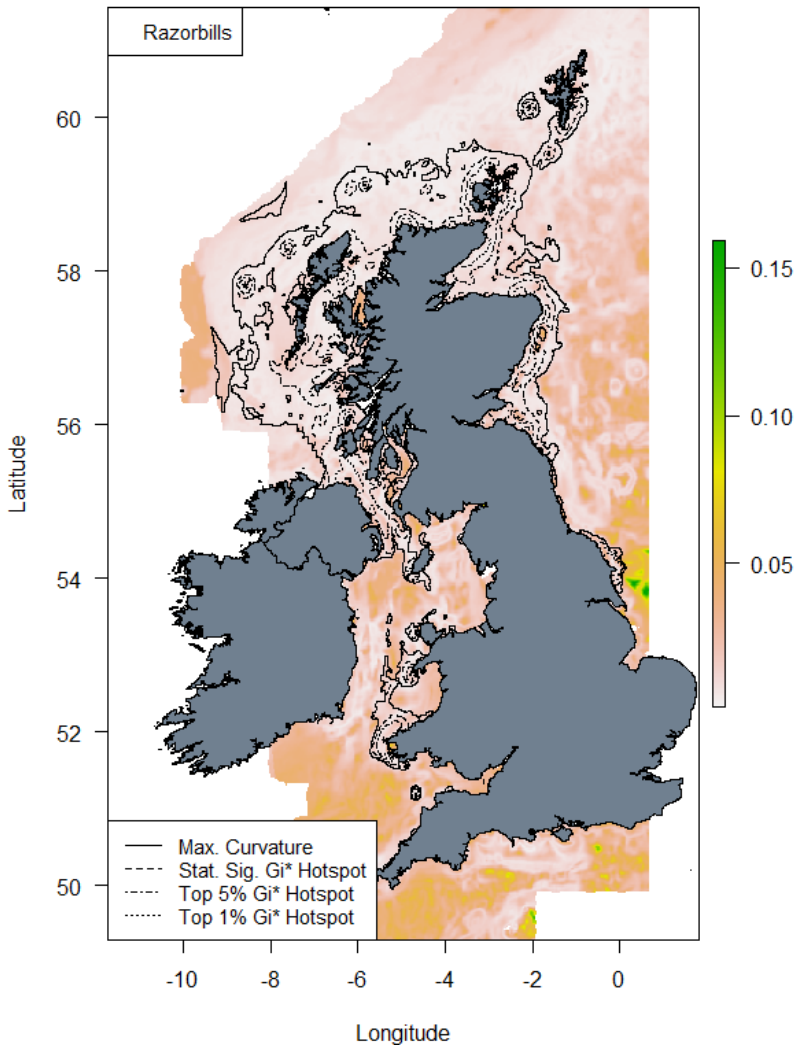 Razorbills
60
58
56
54
52
50
Latitude
0.15
0.10
0.05
Max. Curvature
Stat. Sig. Gi* Hotspot
Top 5% Gi* Hotspot
Top 1% Gi* Hotspot
-10
-8
-6
-4
-2
0
Longitude